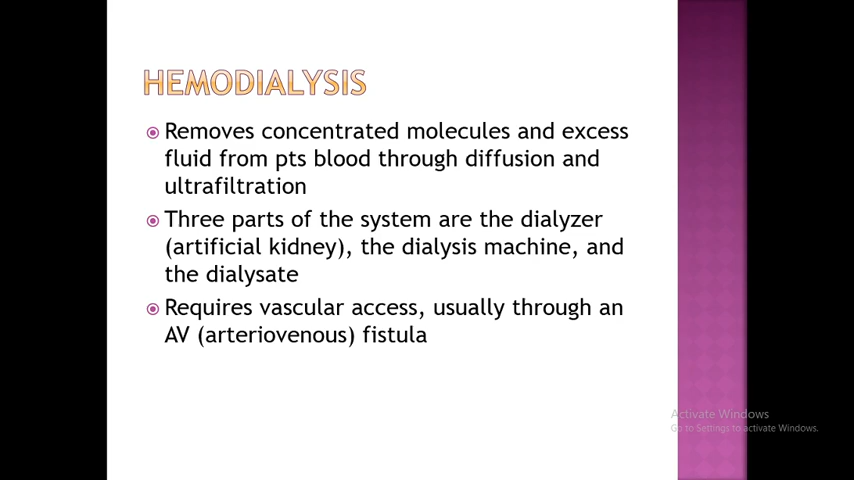 HEMODIALYSIS
Removes concentrated molecules and excess
fluid from pts blood through diffusion and
ultrafiltration
Three parts of the system are the dialyzer
(artificial kidney), the dialysis machine, and
the dialysate
Requires vascular access, usually through an
AV (arteriovenous) fistula
Activate Windows
Go to Settings to activate Windows.